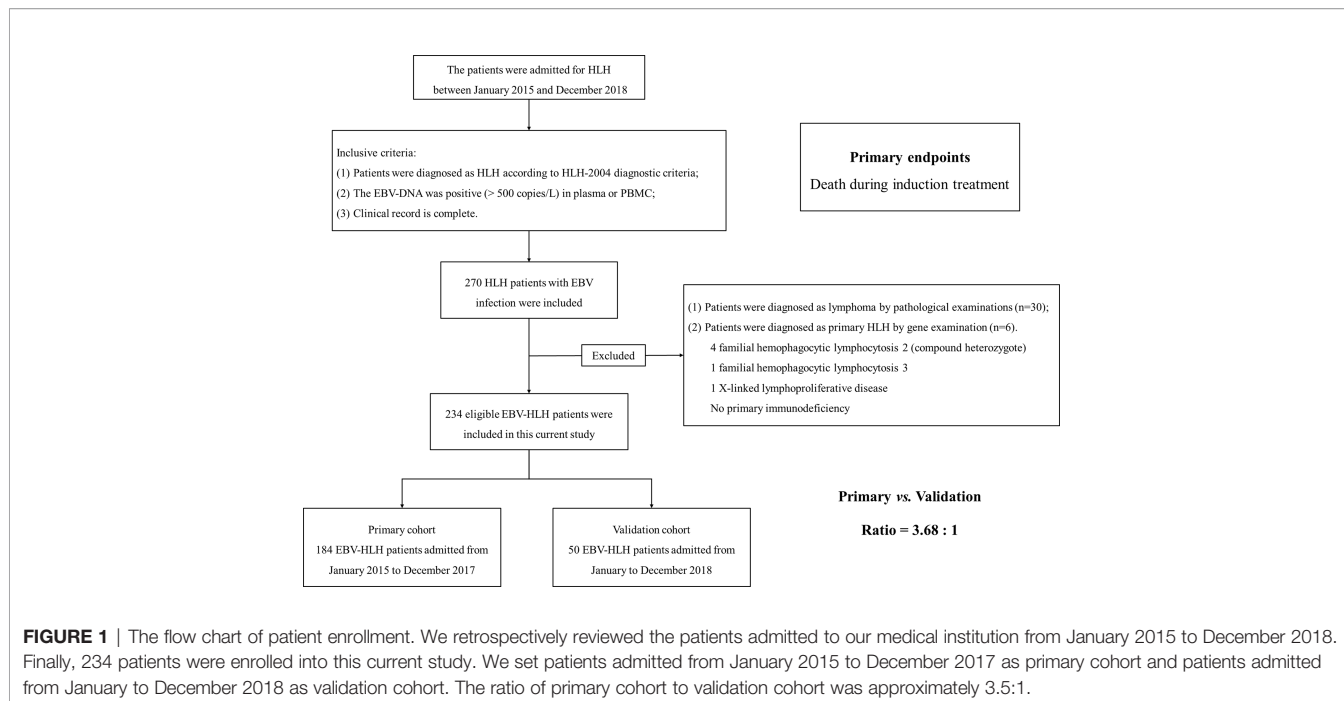 The patients were admitted for HLH
between January 2015 and December 2018
Inclusive criteria:
(1) Patients were diagnosed as HLH according to HLH-2004 diagnostic criteria;
(2) The EBV-DNA was positive (> 500 copies/L) in plasma or PBMC;
(3) Clinical record is complete.
Primary endpoints
Death during induction treatment
270 HLH patients with EBV
infection were included
Excluded
(1) Patients were diagnosed as lymphoma by pathological examinations (n=30);
(2) Patients were diagnosed as primary HLH by gene examination (n=6).
4 familial hemophagocytic lymphocytosis 2 (compound heterozygote)
1 familial hemophagocytic lymphocytosis 3
1 X-linked lymphoproliferative disease
No primary immunodeficiency
234 eligible EBV-HLH patients were
included in this current study
Primary cohort
184 EBV-HLH patients admitted from
January 2015 to December 2017
Validation cohort
50 EBV-HLH patients admitted from
January to December 2018
Primary vs. Validation
Ratio = 3.68 : 1
FIGURE 1 | The flow chart of patient enrollment. We retrospectively reviewed the patients admitted to our medical institution from January 2015 to December 2018.
Finally, 234 patients were enrolled into this current study. We set patients admitted from January 2015 to December 2017 as primary cohort and patients admitted
from January to December 2018 as validation cohort. The ratio of primary cohort to validation cohort was approximately 3.5:1.